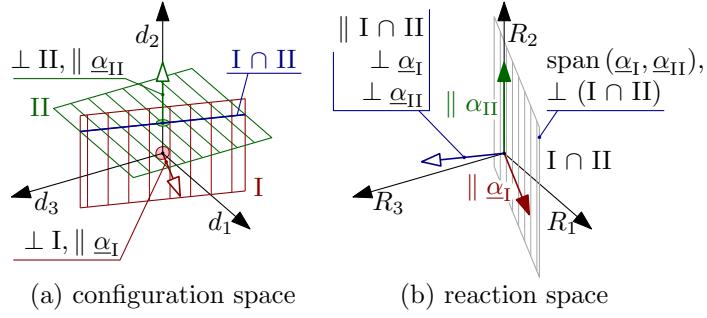 d₂
⊥ II, ∥ α_II
I ∩ II
II
I
d₃
d₁
⊥ I, ∥ α_I
(a) configuration space
∥ I ∩ II
⊥ α_I
⊥ α_II
R₂
span (α_I, α_II),
⊥ (I ∩ II)
∥ α_II
I ∩ II
∥ α_I
R₃
R₁
(b) reaction space